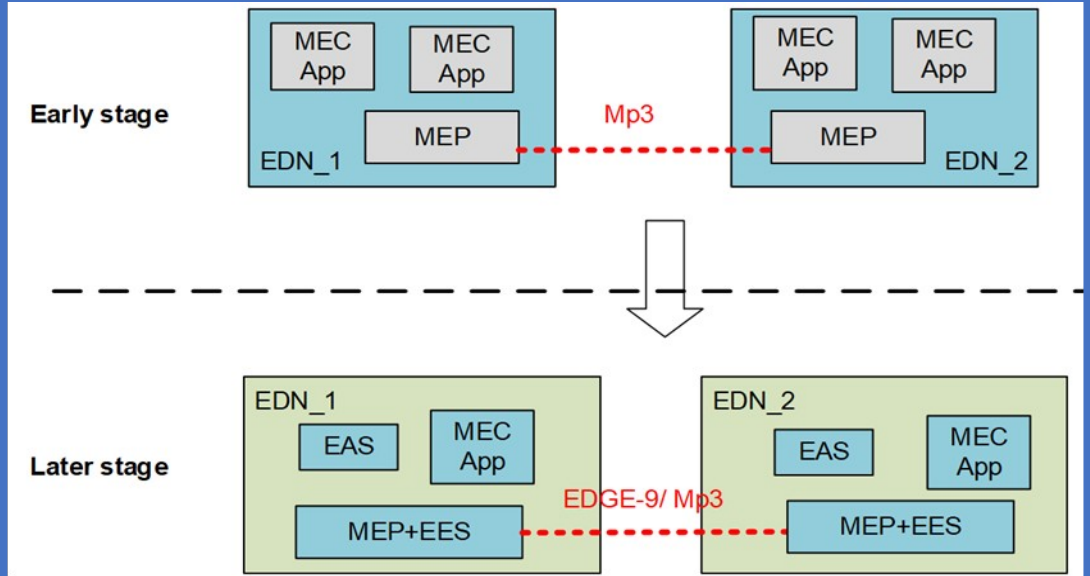 MEC
App
MEC
App
MEC
App
MEC
App
Early stage
Mp3
MEP
MEP
EDN_1
EDN_2
EDN_1
EDN_2
EAS
MEC
App
EAS
MEC
App
Later stage
EDGE-9/ Mp3
MEP+EES
MEP+EES